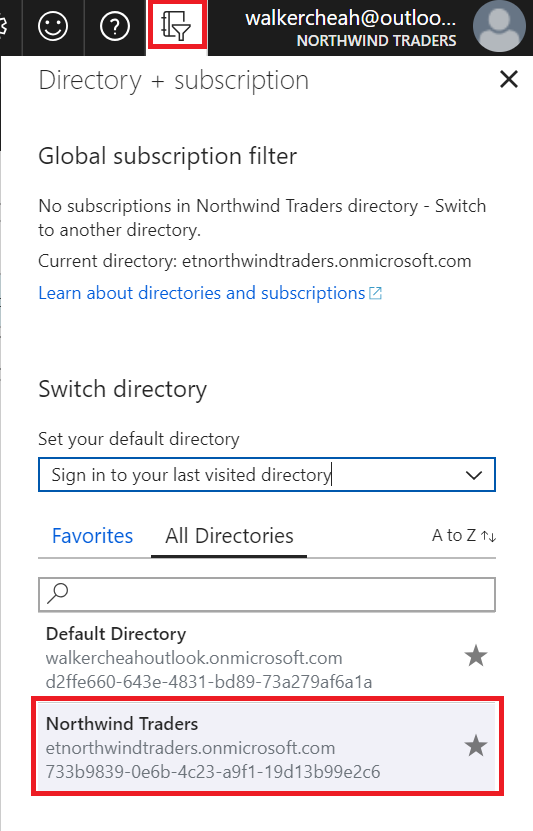 walkercheah@outloo...
NORTHWIND TRADERS
Directory + subscription
Global subscription filter
No subscriptions in Northwind Traders directory - Switch
to another directory.
Current directory: etnorthwindtraders.onmicrosoft.com
Learn about directories and subscriptions
Switch directory
Set your default directory
Sign in to your last visited directory
Favorites All Directories A to Z ↑↓
Default Directory
walkercheahoutlook.onmicrosoft.com
d2ffe660-643e-4831-bd89-73a279af6a1a
Northwind Traders
etnorthwindtraders.onmicrosoft.com
733b9839-0e6b-4c23-a9f1-19d13b99e2c6